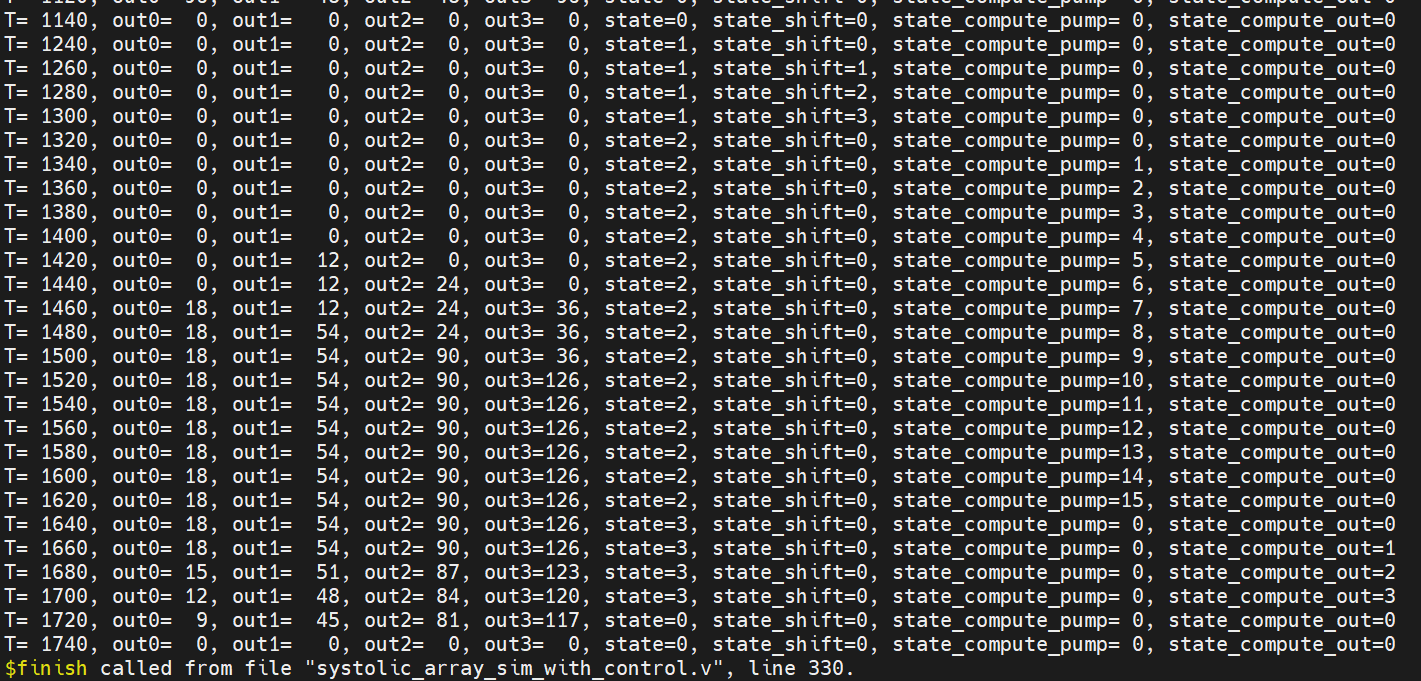 T= 1140, out0=  0, out1=   0, out2=  0, out3=  0, state=0, state_shift=0, state_compute_pump= 0, state_compute_out=0
T= 1240, out0=  0, out1=   0, out2=  0, out3=  0, state=1, state_shift=0, state_compute_pump= 0, state_compute_out=0
T= 1260, out0=  0, out1=   0, out2=  0, out3=  0, state=1, state_shift=1, state_compute_pump= 0, state_compute_out=0
T= 1280, out0=  0, out1=   0, out2=  0, out3=  0, state=1, state_shift=2, state_compute_pump= 0, state_compute_out=0
T= 1300, out0=  0, out1=   0, out2=  0, out3=  0, state=1, state_shift=3, state_compute_pump= 0, state_compute_out=0
T= 1320, out0=  0, out1=   0, out2=  0, out3=  0, state=2, state_shift=0, state_compute_pump= 0, state_compute_out=0
T= 1340, out0=  0, out1=   0, out2=  0, out3=  0, state=2, state_shift=0, state_compute_pump= 1, state_compute_out=0
T= 1360, out0=  0, out1=   0, out2=  0, out3=  0, state=2, state_shift=0, state_compute_pump= 2, state_compute_out=0
T= 1380, out0=  0, out1=   0, out2=  0, out3=  0, state=2, state_shift=0, state_compute_pump= 3, state_compute_out=0
T= 1400, out0=  0, out1=   0, out2=  0, out3=  0, state=2, state_shift=0, state_compute_pump= 4, state_compute_out=0
T= 1420, out0=  0, out1=  12, out2=  0, out3=  0, state=2, state_shift=0, state_compute_pump= 5, state_compute_out=0
T= 1440, out0=  0, out1=  12, out2= 24, out3=  0, state=2, state_shift=0, state_compute_pump= 6, state_compute_out=0
T= 1460, out0= 18, out1=  12, out2= 24, out3= 36, state=2, state_shift=0, state_compute_pump= 7, state_compute_out=0
T= 1480, out0= 18, out1=  54, out2= 24, out3= 36, state=2, state_shift=0, state_compute_pump= 8, state_compute_out=0
T= 1500, out0= 18, out1=  54, out2= 90, out3= 36, state=2, state_shift=0, state_compute_pump= 9, state_compute_out=0
T= 1520, out0= 18, out1=  54, out2= 90, out3=126, state=2, state_shift=0, state_compute_pump=10, state_compute_out=0
T= 1540, out0= 18, out1=  54, out2= 90, out3=126, state=2, state_shift=0, state_compute_pump=11, state_compute_out=0
T= 1560, out0= 18, out1=  54, out2= 90, out3=126, state=2, state_shift=0, state_compute_pump=12, state_compute_out=0
T= 1580, out0= 18, out1=  54, out2= 90, out3=126, state=2, state_shift=0, state_compute_pump=13, state_compute_out=0
T= 1600, out0= 18, out1=  54, out2= 90, out3=126, state=2, state_shift=0, state_compute_pump=14, state_compute_out=0
T= 1620, out0= 18, out1=  54, out2= 90, out3=126, state=2, state_shift=0, state_compute_pump=15, state_compute_out=0
T= 1640, out0= 18, out1=  54, out2= 90, out3=126, state=3, state_shift=0, state_compute_pump= 0, state_compute_out=0
T= 1660, out0= 18, out1=  54, out2= 90, out3=126, state=3, state_shift=0, state_compute_pump= 0, state_compute_out=1
T= 1680, out0= 15, out1=  51, out2= 87, out3=123, state=3, state_shift=0, state_compute_pump= 0, state_compute_out=2
T= 1700, out0= 12, out1=  48, out2= 84, out3=120, state=3, state_shift=0, state_compute_pump= 0, state_compute_out=3
T= 1720, out0=  9, out1=  45, out2= 81, out3=117, state=0, state_shift=0, state_compute_pump= 0, state_compute_out=0
T= 1740, out0=  0, out1=   0, out2=  0, out3=  0, state=0, state_shift=0, state_compute_pump= 0, state_compute_out=0
$finish called from file "systolic_array_sim_with_control.v", line 330.